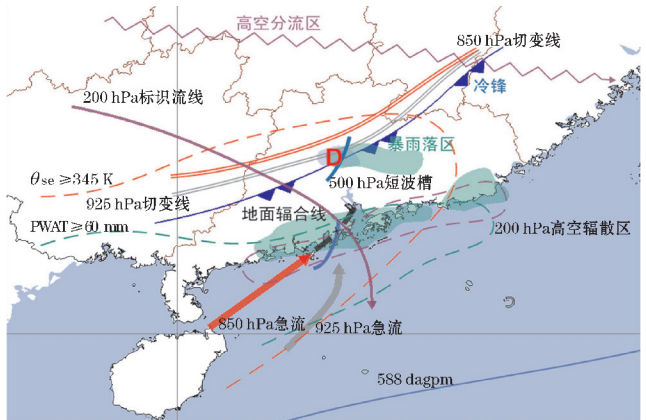 高空分流区
850 hPa切变线
冷锋
200 hPa标识流线
暴雨落区
D
θse≥345 K
500 hPa短波槽
925 hPa切变线
地面辐合线
PWAT≥60 mm
200 hPa高空辐散区
850 hPa急流
925 hPa急流
588 dagpm